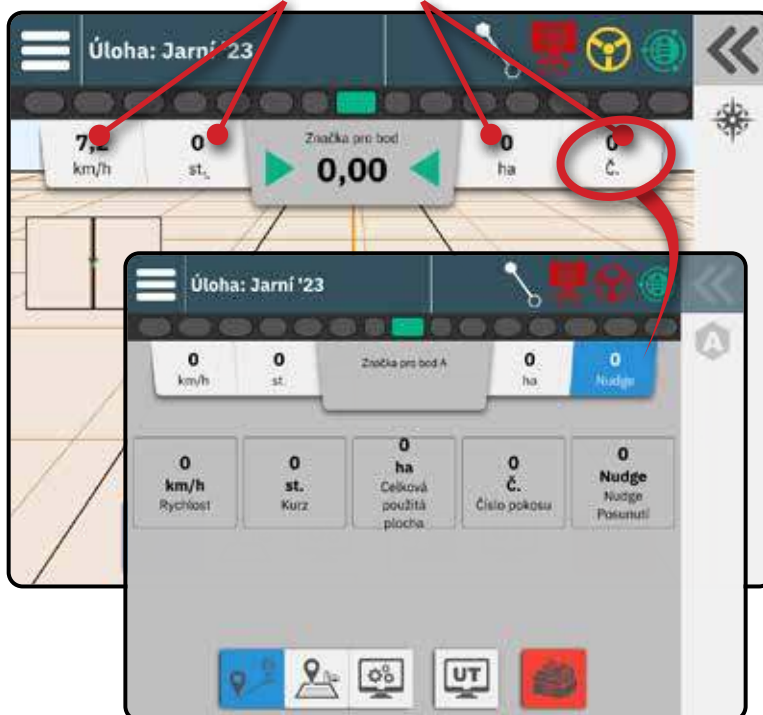 Úloha: Jarní '23
7,2 0 Značka pro bod 0 0
km/h st. 0,00 ha Č.
Úloha: Jarní '23
0 0 Značka pro bod A 0 0
km/h st. ha Nudge
A
0
km/h
Rychlost
0
st.
Kurz
0
ha
Celková
použitá
plocha
0
Č.
Číslo pokosu
0
Nudge
Nudge
Posunutí
UT